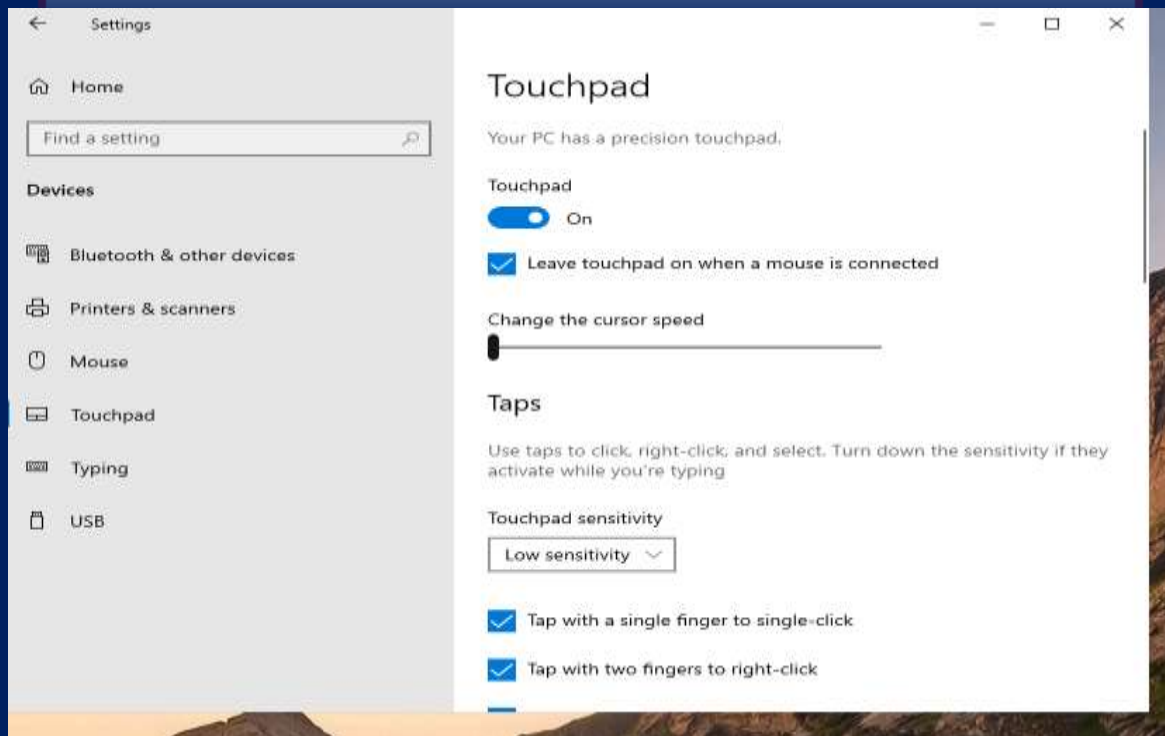 Settings
Home
Find a setting
Devices
Bluetooth & other devices
Printers & scanners
Mouse
Touchpad
Typing
USB
Touchpad
Your PC has a precision touchpad.
Touchpad
On
Leave touchpad on when a mouse is connected
Change the cursor speed
Taps
Use taps to click, right-click, and select. Turn down the sensitivity if they
activate while you're typing
Touchpad sensitivity
Low sensitivity
Tap with a single finger to single-click
Tap with two fingers to right-click